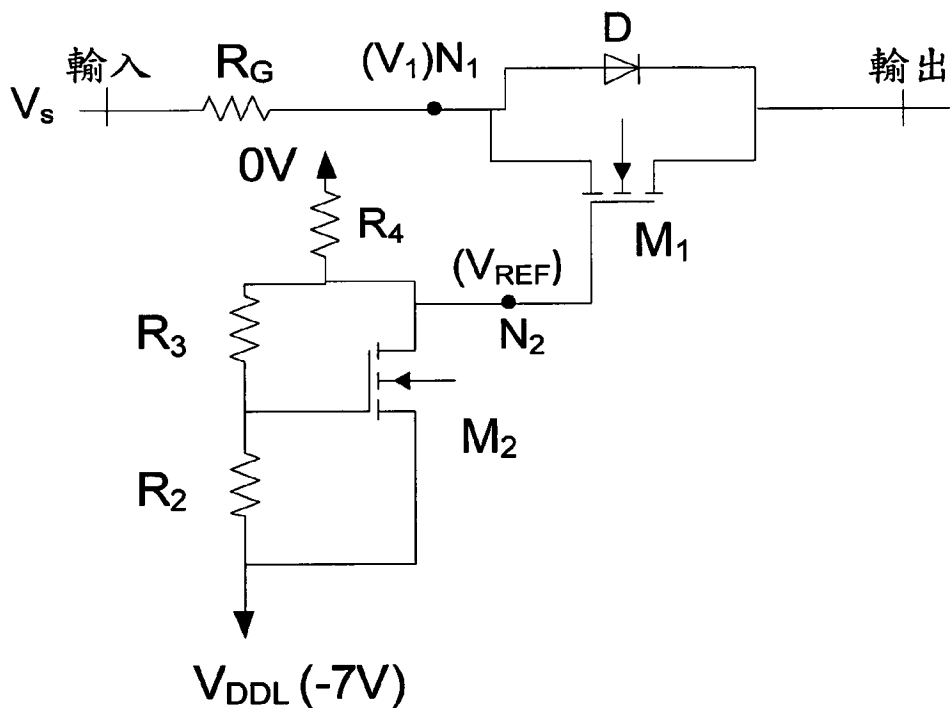 輸入
R_G
(V_1)N_1
D
輸出
V_s
0V
R_4
M_1
(V_REF)
N_2
R_3
M_2
R_2
V_DDL (-7V)